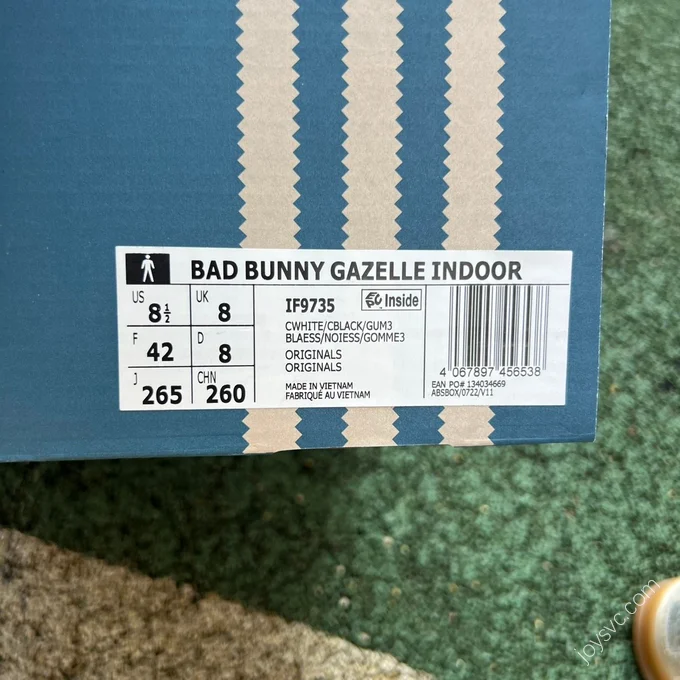 BAD BUNNY GAZELLE INDOOR
US 8½ UK 8
F 42 D 8
J 265 CHN 260
IF9735 Inside
CWHITE/CBLACK/GUM3
BLAESS/NOIESS/GOMME3
ORIGINALS
ORIGINALS
MADE IN VIETNAM
FABRIQUÉ AU VIETNAM
4 067897 456538
EAN PO# 134034669
ABSBOX/0722/V11
joysvc.com